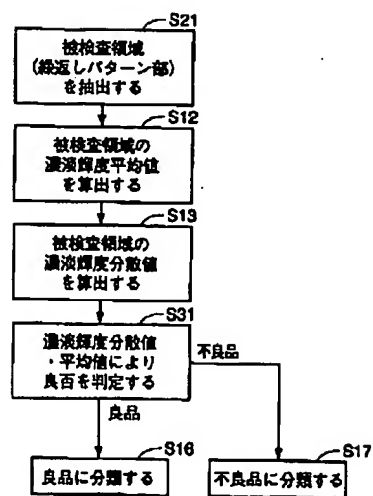 S21
被検査領域
(繰返しパターン部)
を抽出する
S12
被検査領域の
濃淡輝度平均値
を算出する
S13
被検査領域の
濃淡輝度分散値
を算出する
S31
濃淡輝度分散値
・平均値により
良否を判定する
不良品
良品
S16
良品に分類する
S17
不良品に分類する